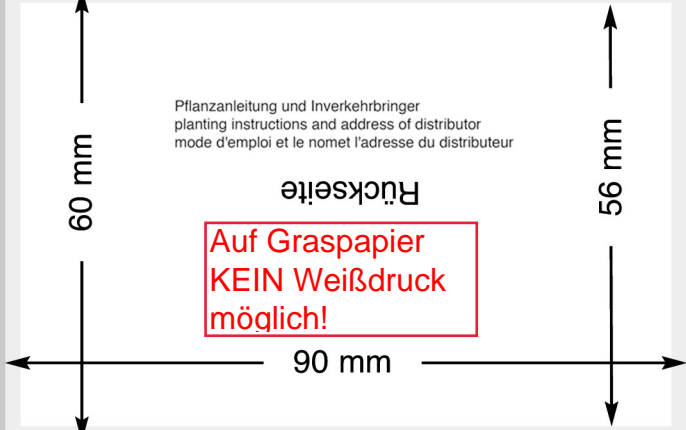 60 mm
56 mm
Pflanzanleitung und Inverkehrbringer
planting instructions and address of distributor
mode d'emploi et le nomet l'adresse du distributeur
Rückseite
Auf Graspapier
KEIN Weißdruck
möglich!
90 mm